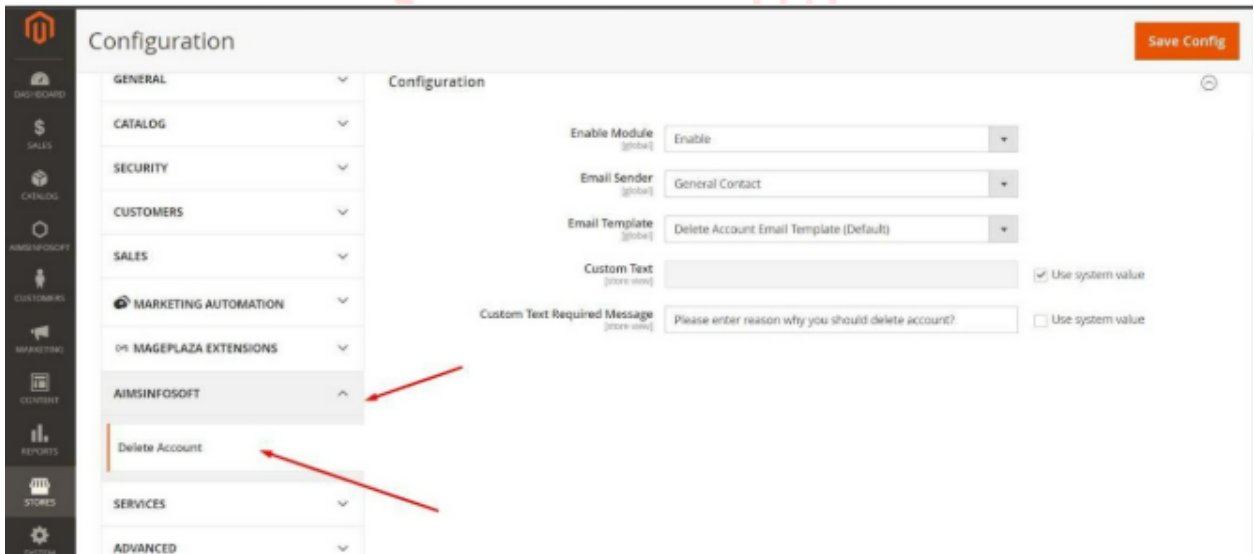 Configuration
Save Config
DASHBOARD
SALES
CATALOG
AIMSINFOSOFT
CUSTOMERS
MARKETING
CONTENT
REPORTS
STORES
SYSTEM
GENERAL
CATALOG
SECURITY
CUSTOMERS
SALES
MARKETING AUTOMATION
MAGEPLAZA EXTENSIONS
AIMSINFOSOFT
Delete Account
SERVICES
ADVANCED
Configuration
Enable Module
[global]
Enable
Email Sender
[global]
General Contact
Email Template
[global]
Delete Account Email Template (Default)
Custom Text
[store view]
Use system value
Custom Text Required Message
[store view]
Please enter reason why you should delete account?
Use system value